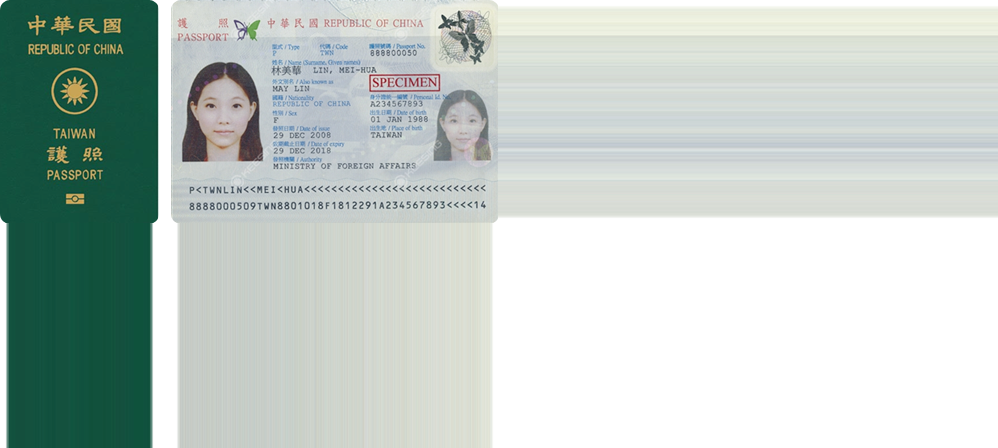 中華民國
REPUBLIC OF CHINA
TAIWAN
護照
PASSPORT
護 照 中華民國 REPUBLIC OF CHINA
PASSPORT
型式 / Type 代碼 / Code 護照號碼 / Passport No.
P TWN 888800050
姓名 / Name (Surname, Given names)
林美華 LIN, MEI-HUA
SPECIMEN
外文別名 / Also known as
MAY LIN
國籍 / Nationality 身分證統一編號 / Personal Id. No.
REPUBLIC OF CHINA A234567893
性別 / Sex 出生日期 / Date of birth
F 01 JAN 1988
發照日期 / Date of issue 出生地 / Place of birth
29 DEC 2008 TAIWAN
效期截止日期 / Date of expiry
29 DEC 2018
發照機關 / Authority
MINISTRY OF FOREIGN AFFAIRS
P<TWNLIN<<MEI<HUA<<<<<<<<<<<<<<<<<<<<<<<<<<<
8888000509TWN8801018F1812291A234567893<<<<14